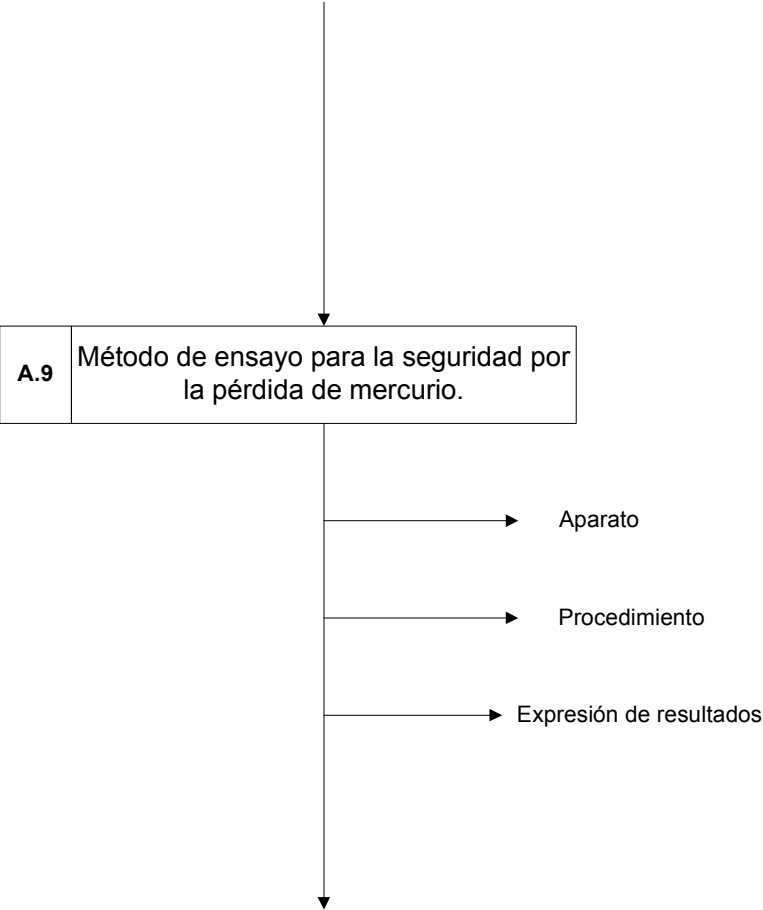 A.9
Método de ensayo para la seguridad por
la pérdida de mercurio.
Aparato
Procedimiento
Expresión de resultados